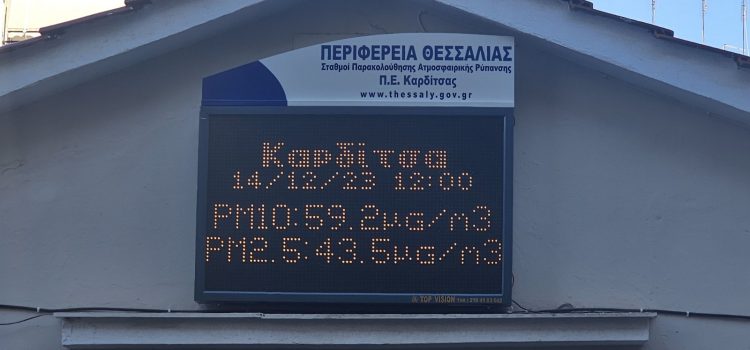 ΠΕΡΙΦΕΡΕΙΑ ΘΕΣΣΑΛΙΑΣ
Σταθμοί Παρακολούθησης Ατμοσφαιρικής Ρύπανσης
Π.Ε. Καρδίτσας
www.thessaly.gov.gr
Καρδίτσα
14/12/23 12:00
PM10:59.2μg/m3
PM2.5:43.5μg/m3
TOP VISION